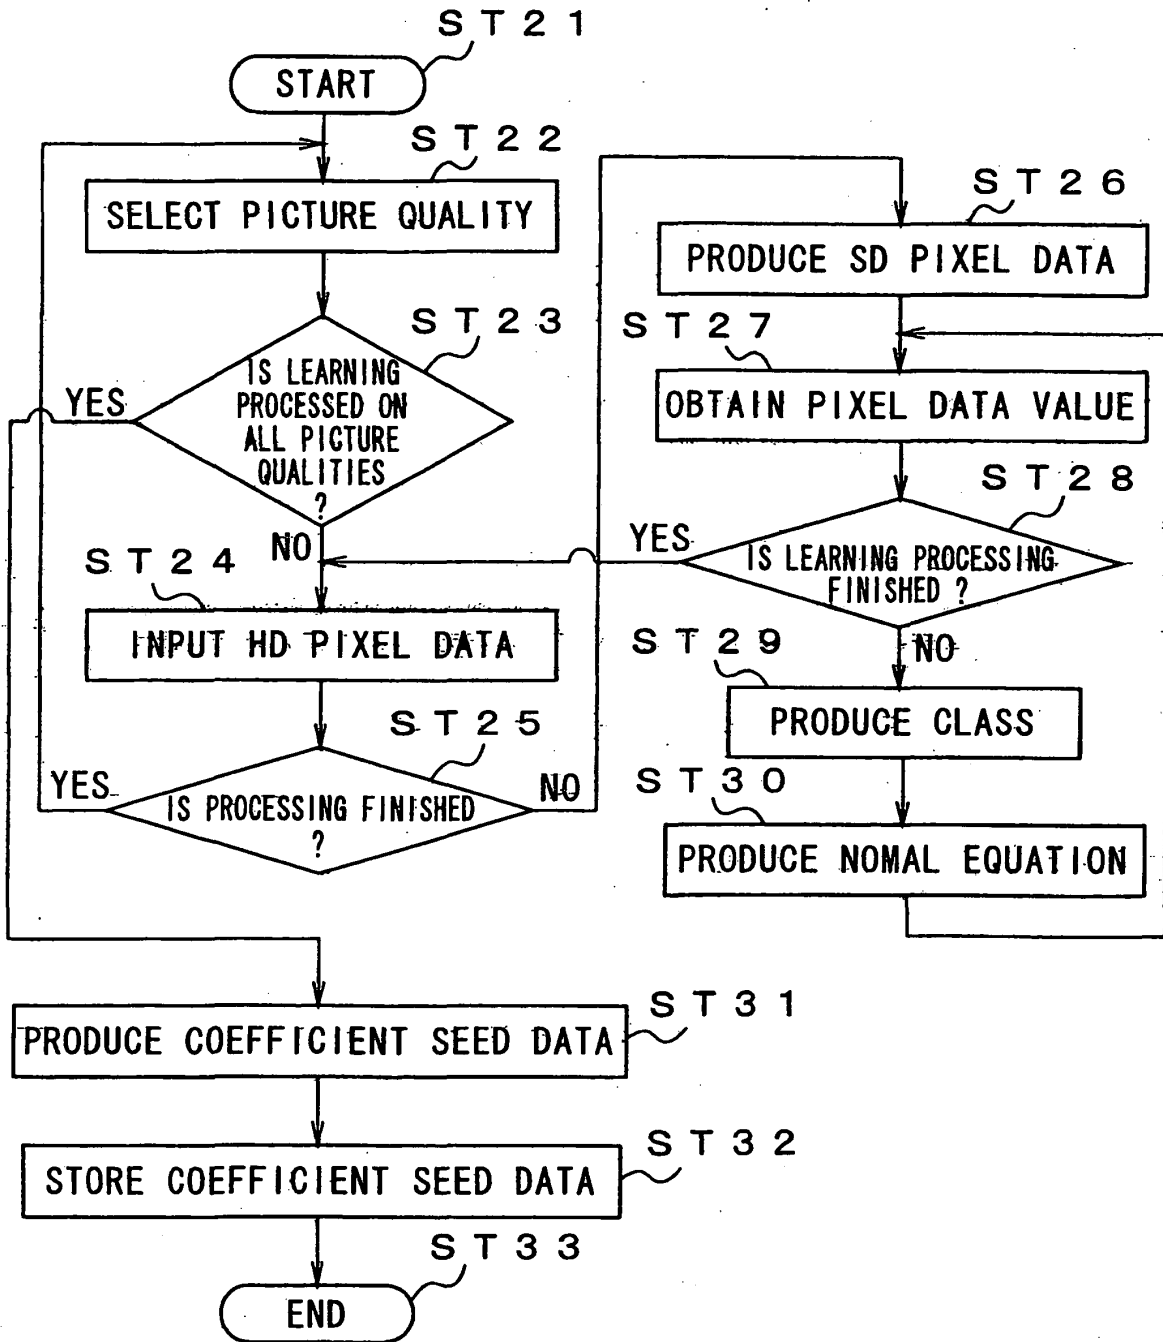 ST21
START
ST22
SELECT PICTURE QUALITY
ST23
IS LEARNING
PROCESSED ON
ALL PICTURE
QUALITIES
?
YES
NO
ST24
INPUT HD PIXEL DATA
ST25
IS PROCESSING FINISHED
?
YES
NO
ST26
PRODUCE SD PIXEL DATA
ST27
OBTAIN PIXEL DATA VALUE
ST28
IS LEARNING PROCESSING
FINISHED ?
YES
NO
ST29
PRODUCE CLASS
ST30
PRODUCE NOMAL EQUATION
ST31
PRODUCE COEFFICIENT SEED DATA
ST32
STORE COEFFICIENT SEED DATA
ST33
END